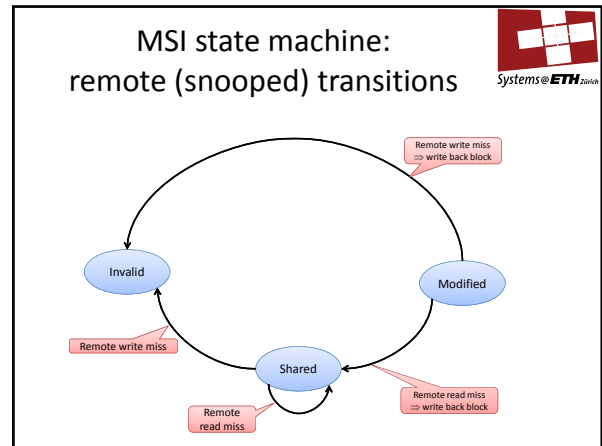 MSI state machine:
remote (snooped) transitions
Systems@ETH Zürich
Remote write miss
⇒ write back block
Invalid
Modified
Remote write miss
Shared
Remote read miss
⇒ write back block
Remote
read miss